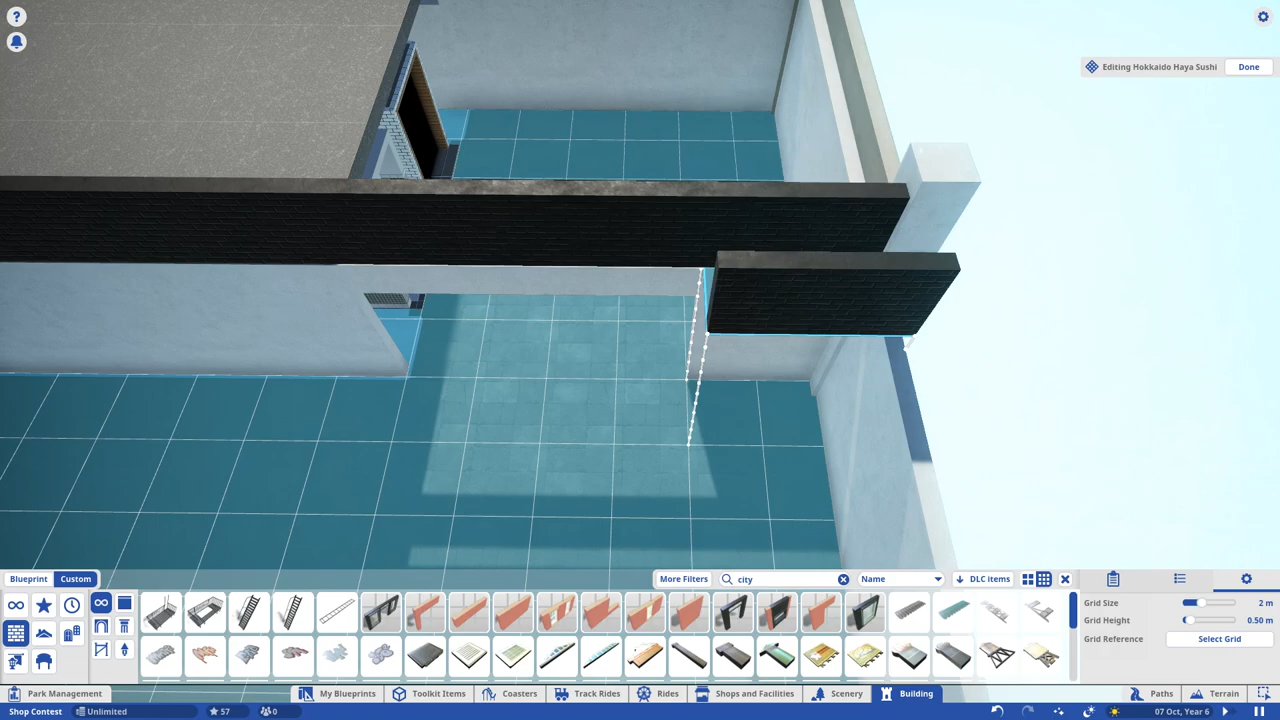 ?
Editing Hokkaido Haya Sushi
Done
Blueprint
Custom
More Filters
city
Name
DLC items
Grid Size
2 m
Grid Height
0.50 m
Grid Reference
Select Grid
Park Management
My Blueprints
Toolkit Items
Coasters
Track Rides
Rides
Shops and Facilities
Scenery
Building
Paths
Terrain
Shop Contest
Unlimited
57
0
07 Oct, Year 6